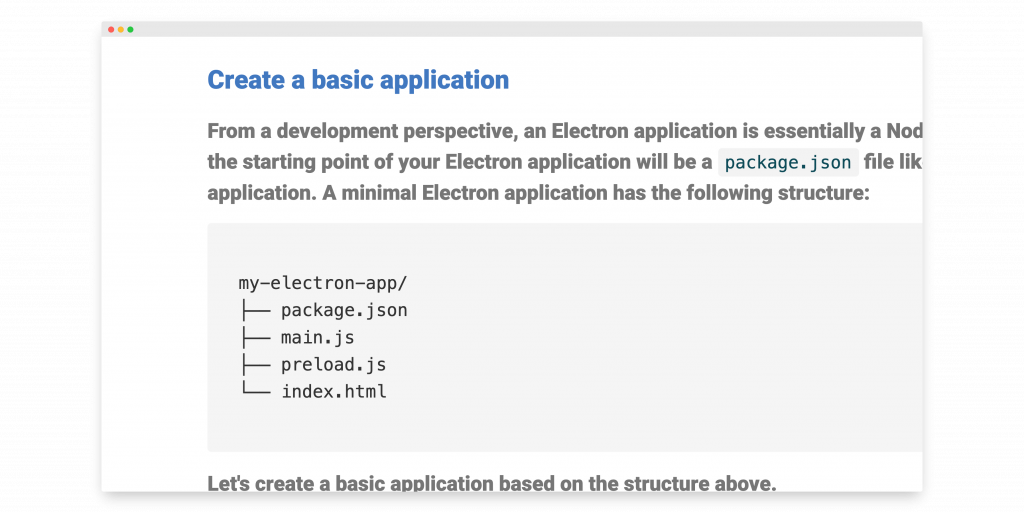 Create a basic application
From a development perspective, an Electron application is essentially a Nod
the starting point of your Electron application will be a package.json file lik
application. A minimal Electron application has the following structure:
my-electron-app/
├── package.json
├── main.js
├── preload.js
└── index.html
Let's create a basic application based on the structure above.